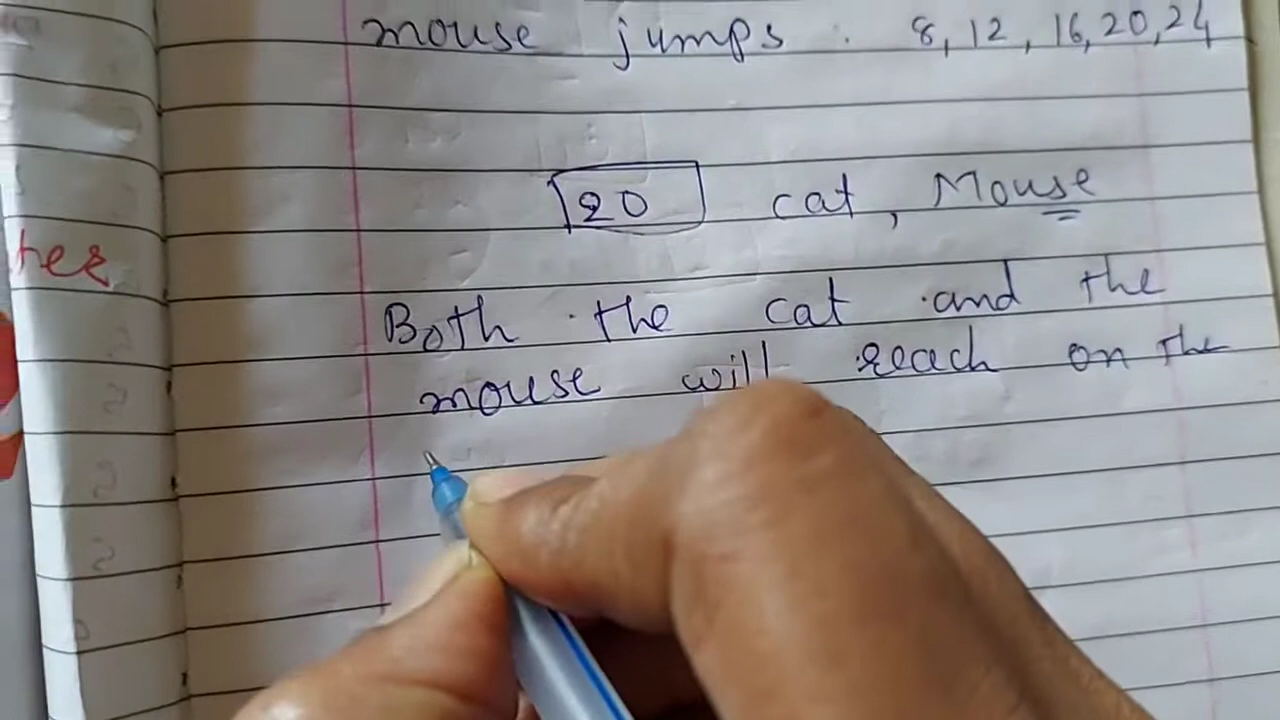 mouse jumps . 8, 12, 16, 20, 24
20 cat, Mouse
Both the cat and the
mouse will reach on the